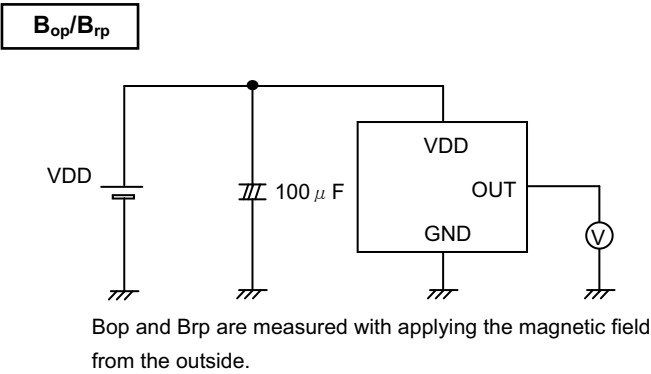 Bop/Brp
VDD
VDD
100μF
OUT
GND
V
Bop and Brp are measured with applying the magnetic field
from the outside.